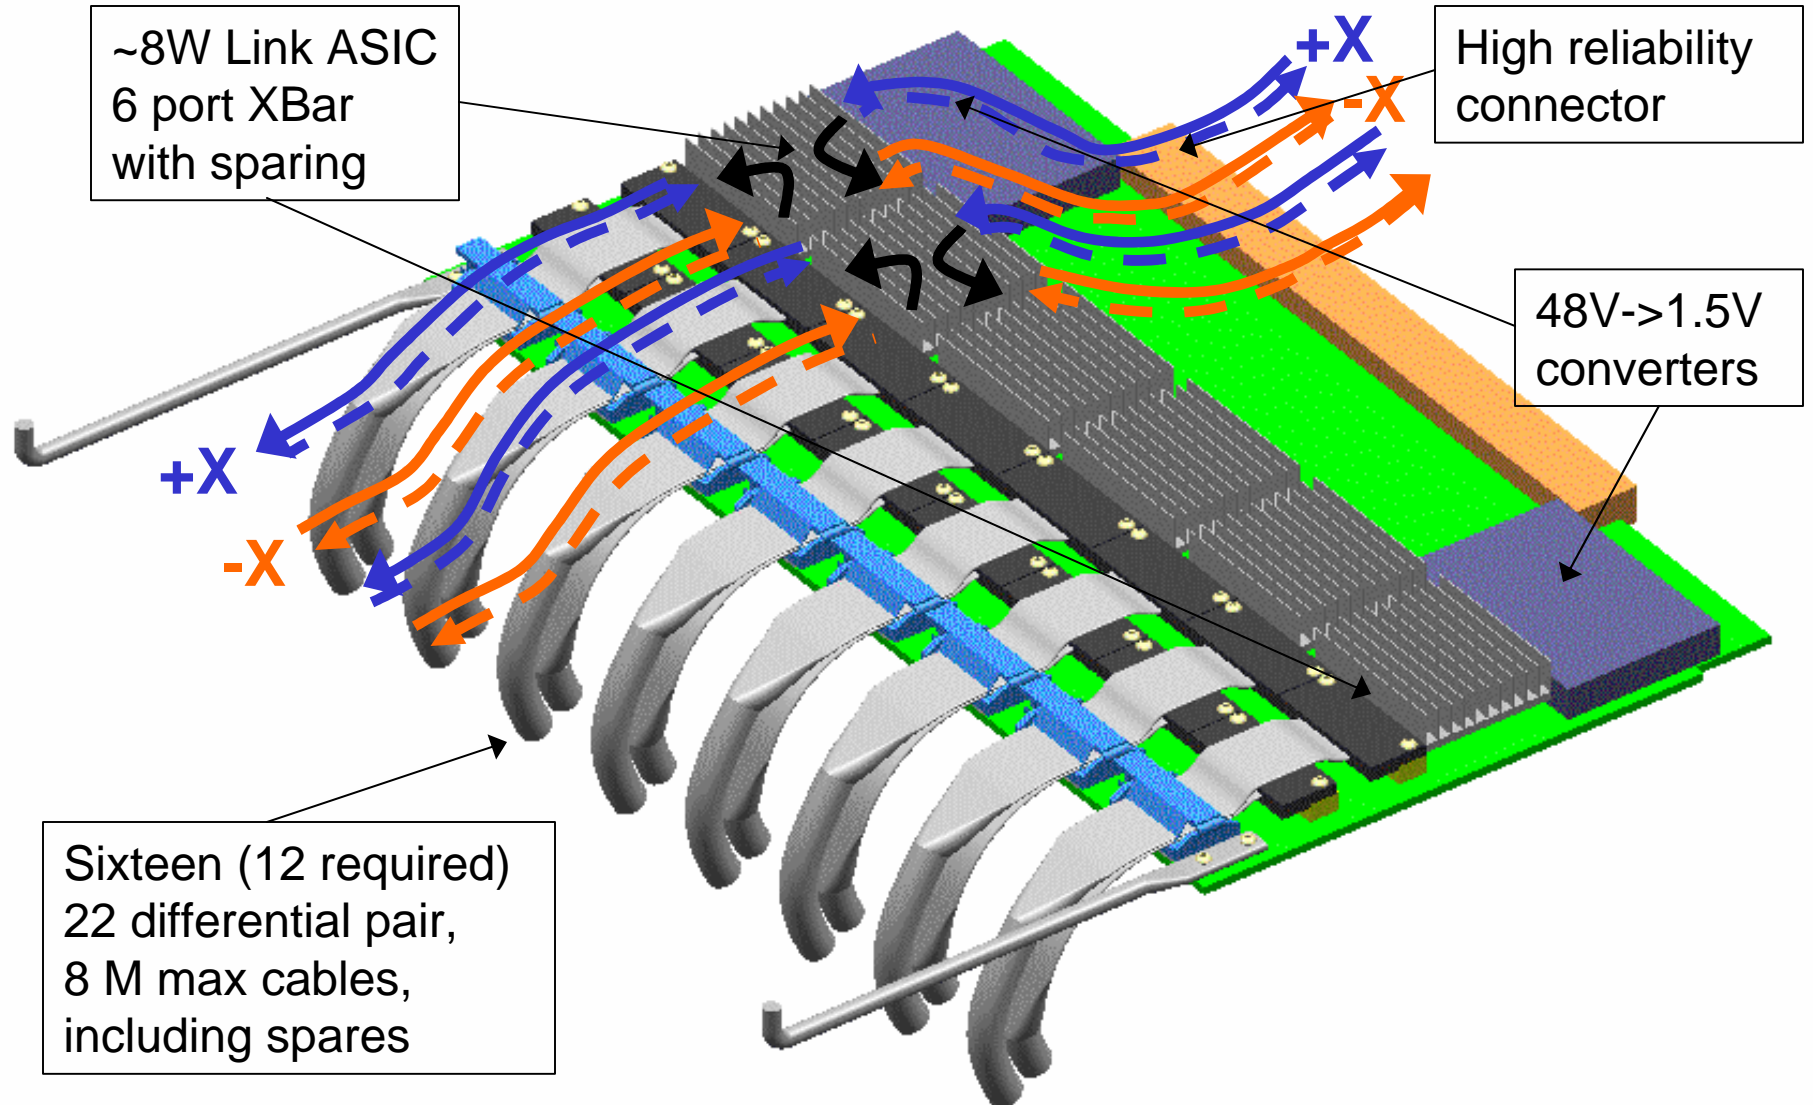 ~8W Link ASIC
6 port XBar
with sparing
+X
-X
High reliability
connector
48V->1.5V
converters
+X
-X
Sixteen (12 required)
22 differential pair,
8 M max cables,
including spares